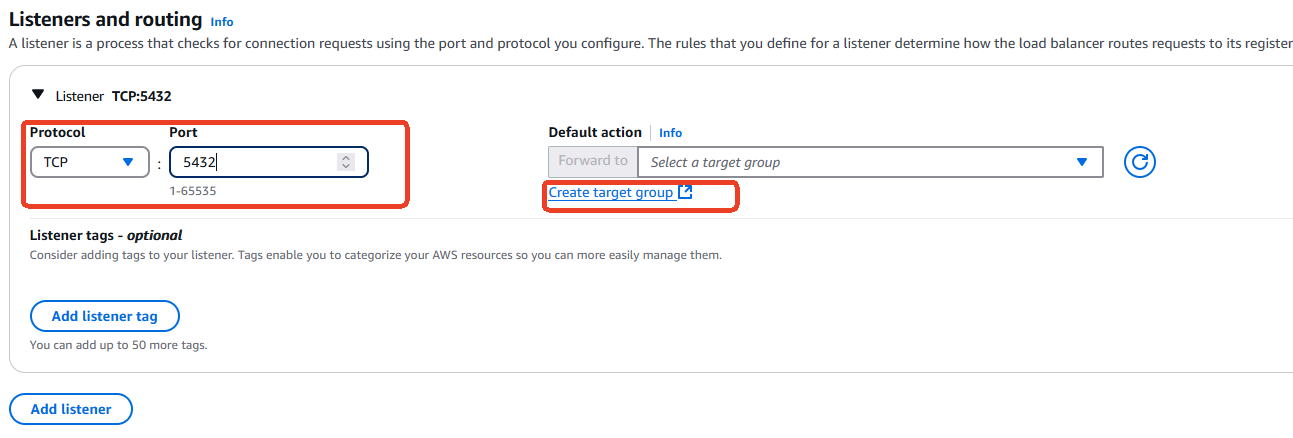 Listeners and routing Info
A listener is a process that checks for connection requests using the port and protocol you configure. The rules that you define for a listener determine how the load balancer routes requests to its register
Listener TCP:5432
Protocol Port Default action Info
TCP : 5432 Forward to Select a target group
1-65535 Create target group
Listener tags - optional
Consider adding tags to your listener. Tags enable you to categorize your AWS resources so you can more easily manage them.
Add listener tag
You can add up to 50 more tags.
Add listener